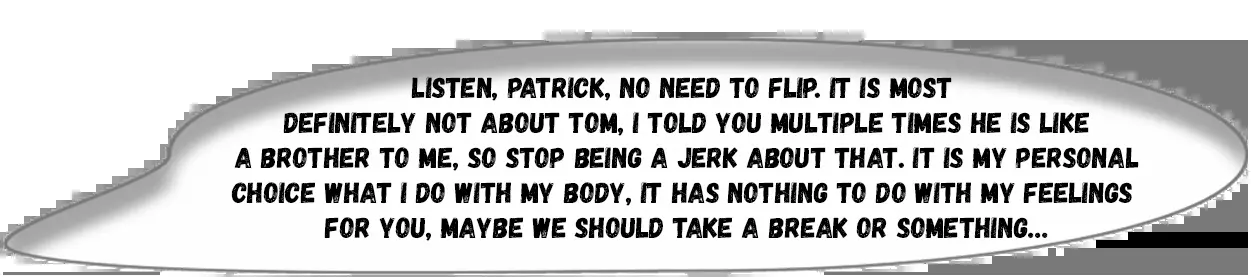 LISTEN, PATRICK, NO NEED TO FLIP. IT IS MOST
DEFINITELY NOT ABOUT TOM, I TOLD YOU MULTIPLE TIMES HE IS LIKE
A BROTHER TO ME, SO STOP BEING A JERK ABOUT THAT. IT IS MY PERSONAL
CHOICE WHAT I DO WITH MY BODY, IT HAS NOTHING TO DO WITH MY FEELINGS
FOR YOU, MAYBE WE SHOULD TAKE A BREAK OR SOMETHING...